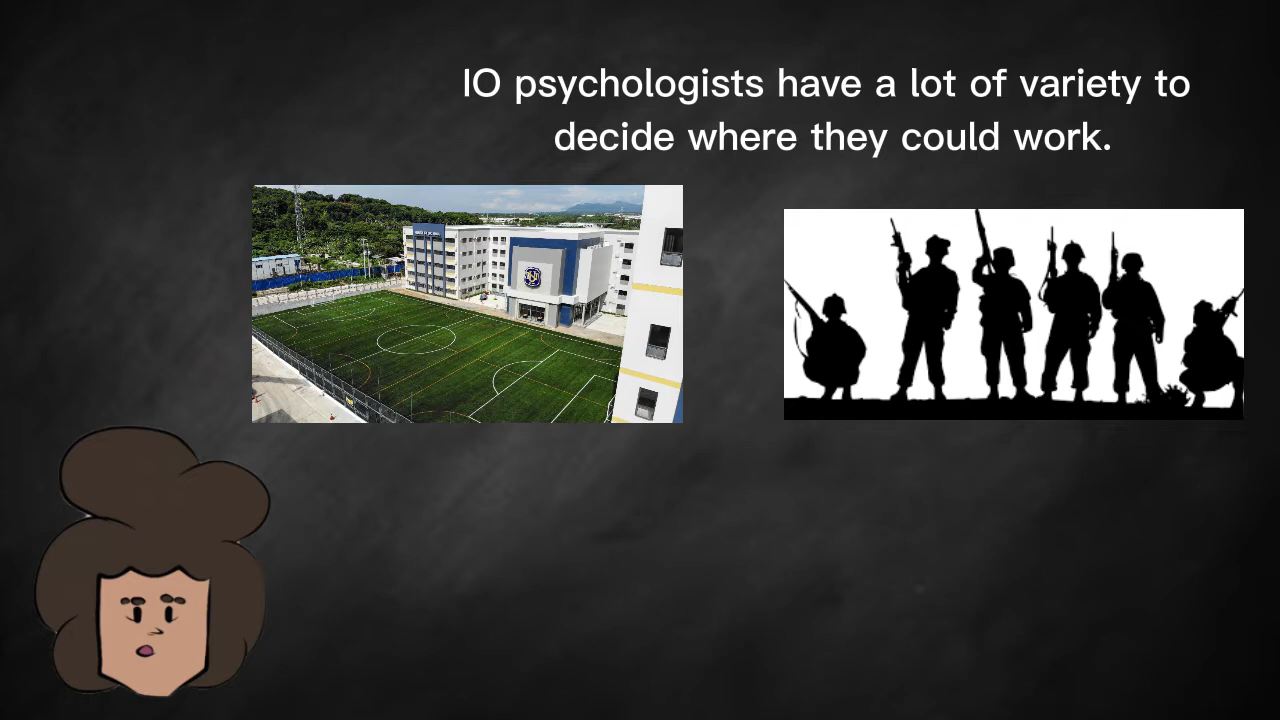 IO psychologists have a lot of variety to
decide where they could work.